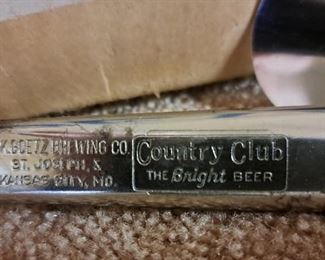 K. GOETZ BREWING CO.
ST. JOSEPH, &
KANSAS CITY, MO.
Country Club
THE Bright BEER